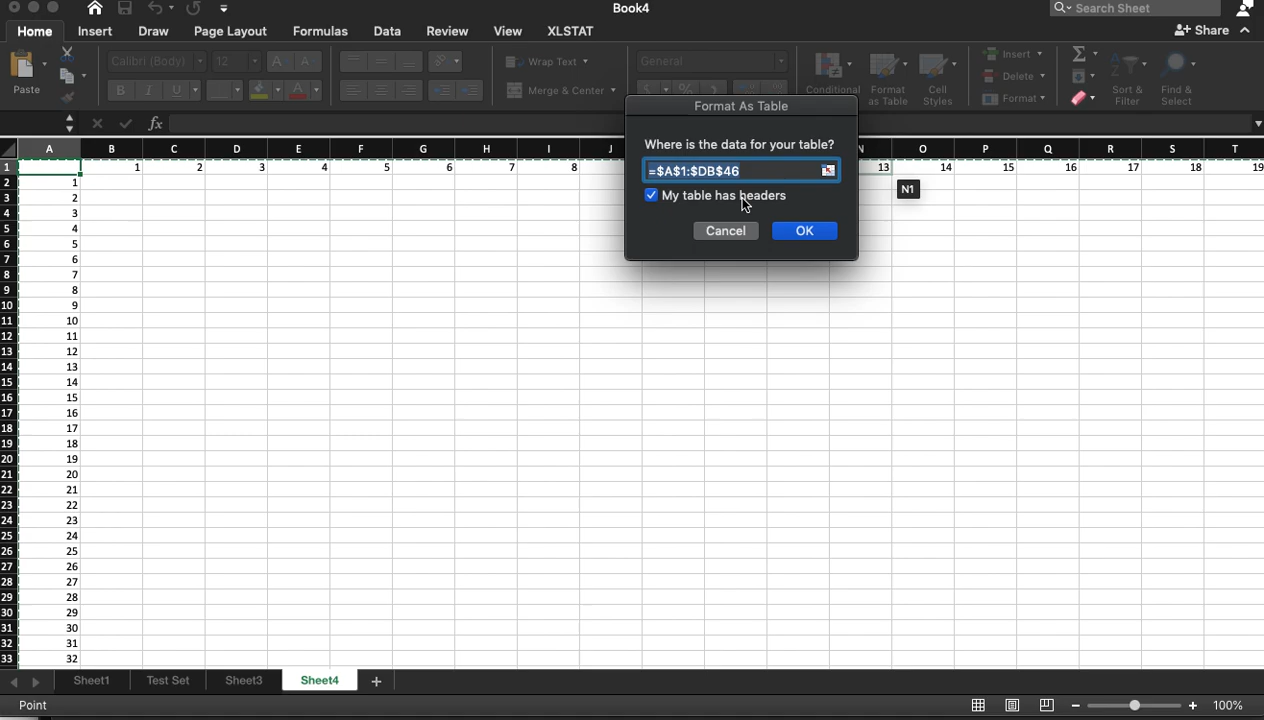 Book4
Search Sheet
Home Insert Draw Page Layout Formulas Data Review View XLSTAT Share
Paste
Calibri (Body) 12
B I U A
Wrap Text
Merge & Center
General
Conditional
Format as Table
Cell Styles
Insert
Delete
Format
Sort & Filter
Find & Select
fx
Format As Table
Where is the data for your table?
=$A$1:$DB$46
My table has headers
Cancel OK
A B C D E F G H I J N O P Q R S T
1 1 2 3 4 5 6 7 8 13 14 15 16 17 18 19
N1
2 1
3 2
4 3
5 4
6 5
7 6
8 7
9 8
10 9
11 10
12 11
13 12
14 13
15 14
16 15
17 16
18 17
19 18
20 19
21 20
22 21
23 22
24 23
25 24
26 25
27 26
28 27
29 28
30 29
31 30
32 31
33 32
Sheet1 Test Set Sheet3 Sheet4 +
Point
100%